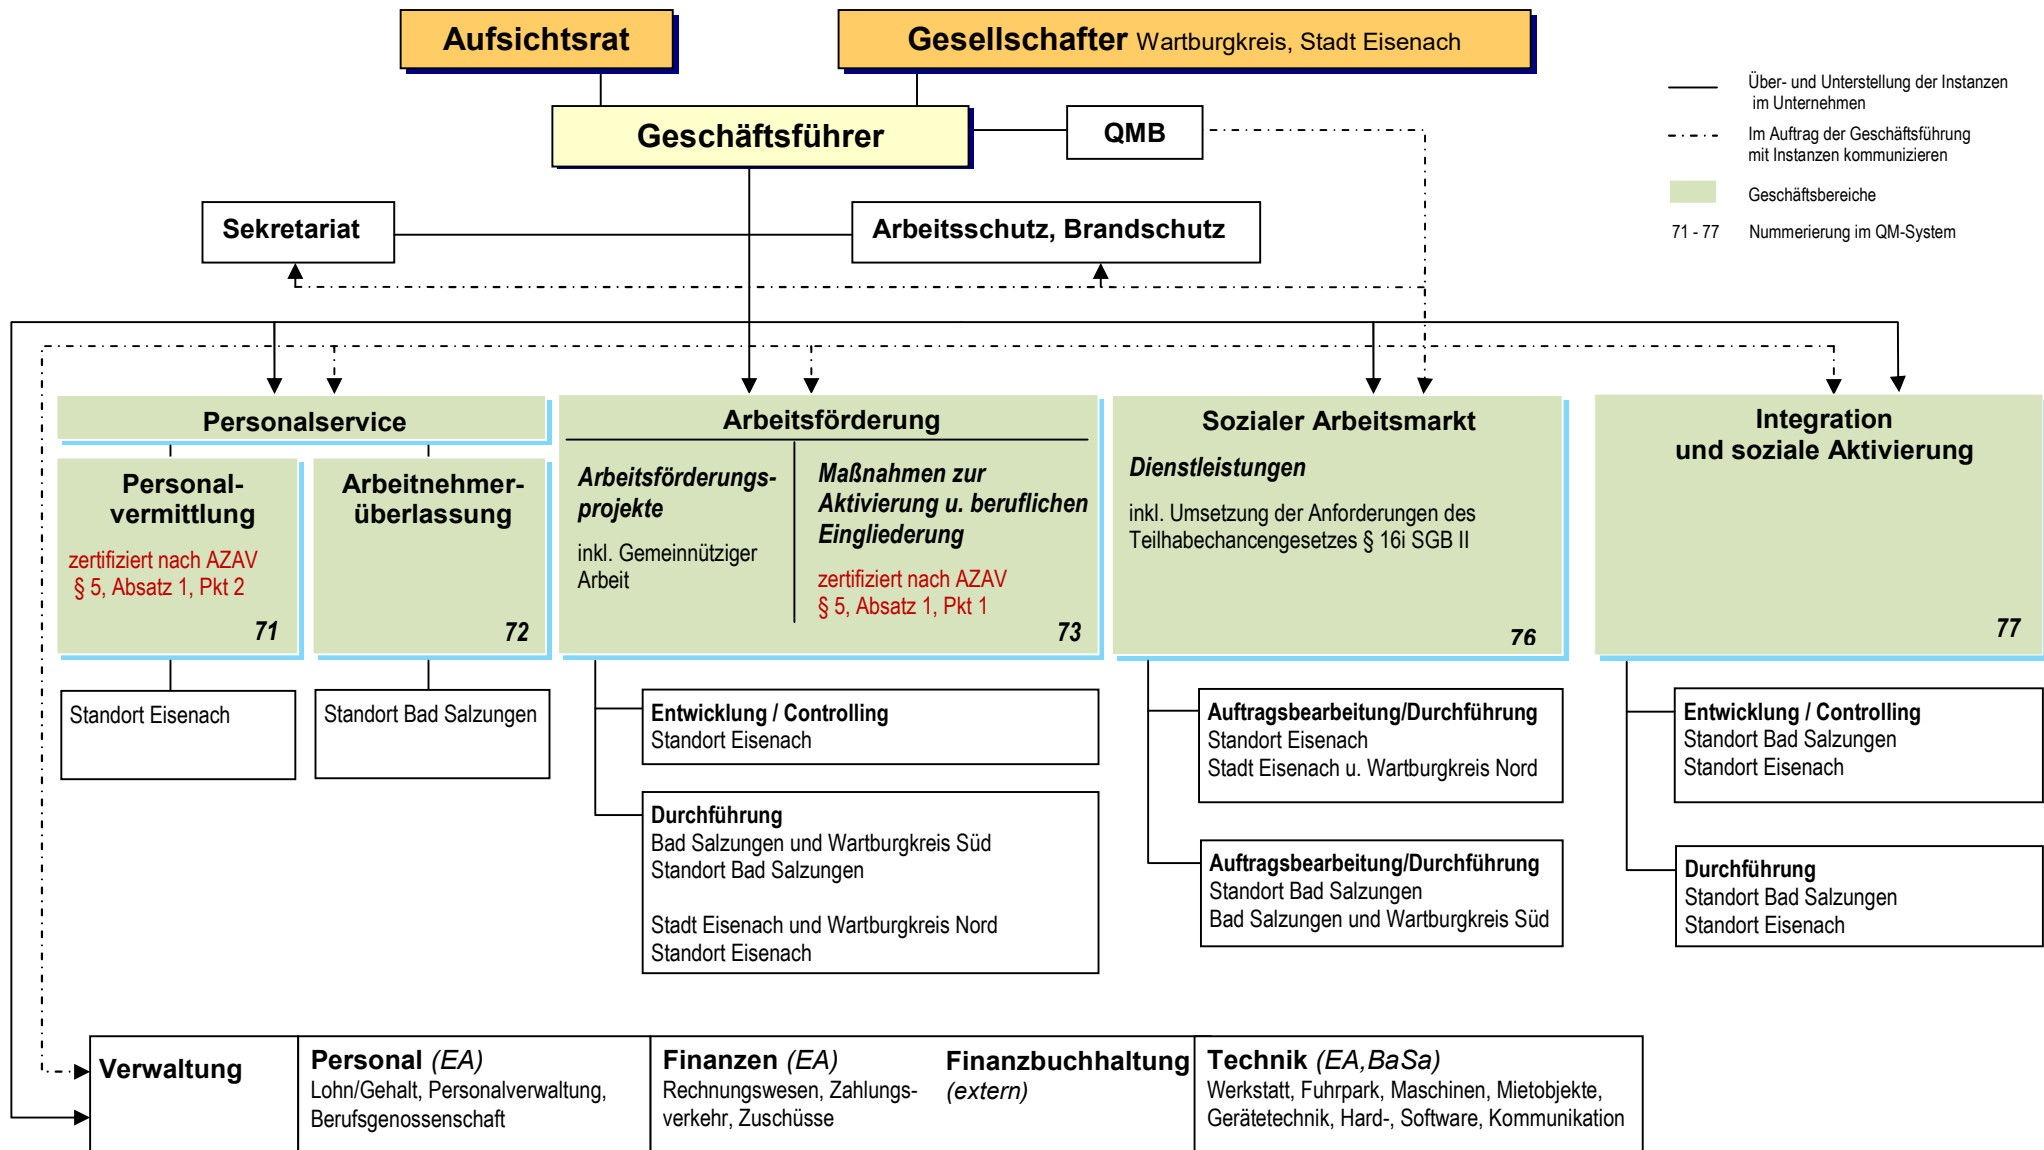 Aufsichtsrat
Gesellschafter Wartburgkreis, Stadt Eisenach
Geschäftsführer
QMB
Über- und Unterstellung der Instanzen
im Unternehmen
Im Auftrag der Geschäftsführung
mit Instanzen kommunizieren
Geschäftsbereiche
71 - 77 Nummerierung im QM-System
Sekretariat
Arbeitsschutz, Brandschutz
Personalservice
Personal-
vermittlung
zertifiziert nach AZAV
§ 5, Absatz 1, Pkt 2
71
Arbeitnehmer-
überlassung
72
Arbeitsförderung
Arbeitsförderungs-
projekte
inkl. Gemeinnütziger
Arbeit
Maßnahmen zur
Aktivierung u. beruflichen
Eingliederung
zertifiziert nach AZAV
§ 5, Absatz 1, Pkt 1
73
Sozialer Arbeitsmarkt
Dienstleistungen
inkl. Umsetzung der Anforderungen des
Teilhabechancengesetzes § 16i SGB II
76
Integration
und soziale Aktivierung
77
Standort Eisenach
Standort Bad Salzungen
Entwicklung / Controlling
Standort Eisenach
Durchführung
Bad Salzungen und Wartburgkreis Süd
Standort Bad Salzungen
Stadt Eisenach und Wartburgkreis Nord
Standort Eisenach
Auftragsbearbeitung/Durchführung
Standort Eisenach
Stadt Eisenach u. Wartburgkreis Nord
Auftragsbearbeitung/Durchführung
Standort Bad Salzungen
Bad Salzungen und Wartburgkreis Süd
Entwicklung / Controlling
Standort Bad Salzungen
Standort Eisenach
Durchführung
Standort Bad Salzungen
Standort Eisenach
Verwaltung
Personal (EA)
Lohn/Gehalt, Personalverwaltung,
Berufsgenossenschaft
Finanzen (EA)
Rechnungswesen, Zahlungs-
verkehr, Zuschüsse
Finanzbuchhaltung
(extern)
Technik (EA,BaSa)
Werkstatt, Fuhrpark, Maschinen, Mietobjekte,
Gerätetechnik, Hard-, Software, Kommunikation